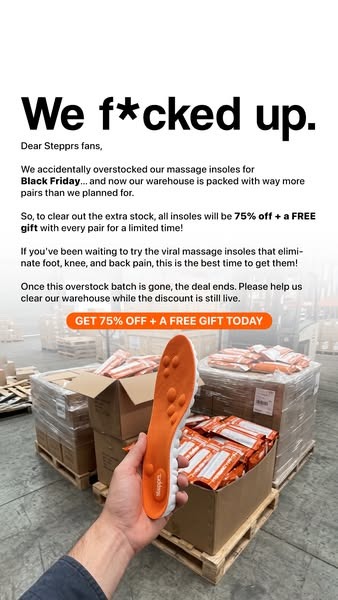 We f*cked up.
Dear Stepprs fans,
We accidentally overstocked our massage insoles for
Black Friday... and now our warehouse is packed with way more
pairs than we planned for.
So, to clear out the extra stock, all insoles will be 75% off + a FREE
gift with every pair for a limited time!
If you've been waiting to try the viral massage insoles that elimi-
nate foot, knee, and back pain, this is the best time to get them!
Once this overstock batch is gone, the deal ends. Please help us
clear our warehouse while the discount is still live.
GET 75% OFF + A FREE GIFT TODAY
stepprs